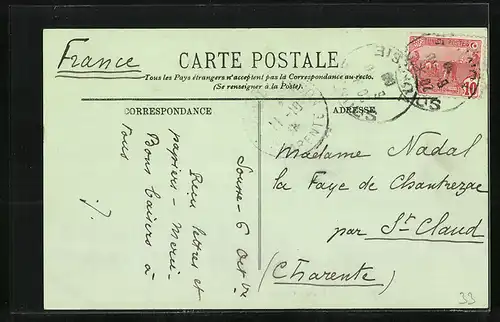 France
CARTE POSTALE
Tous les Pays étrangers n'acceptent pas la Correspondance au recto.
(Se renseigner à la Poste).
CORRESPONDANCE
ADRESSE
10
Sousse - 6 Oct
Reçu lettres et
papiers - Merci -
Bons baisers à
tous
Madame Nadal
la Faye de Chantrezac
par St Claud
(Charente)
33